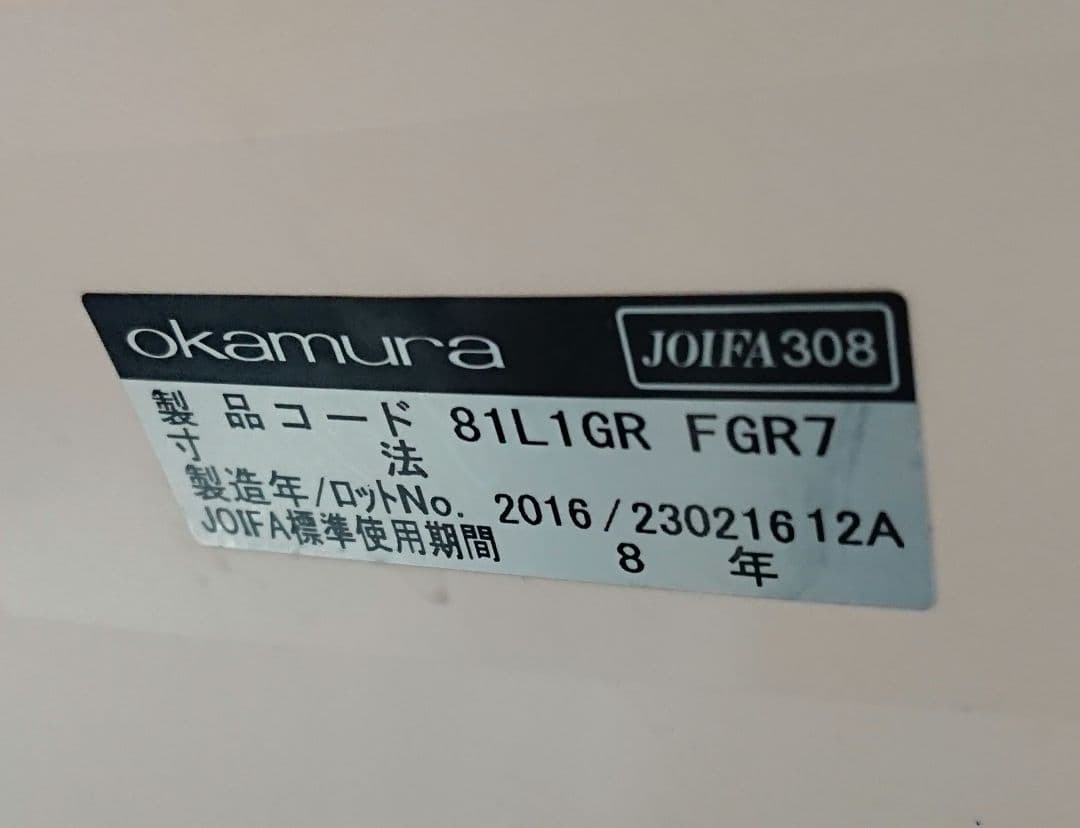 okamura JOIFA308
製品コード 81L1GR FGR7
寸法
製造年/ロットNo. 2016/23021612A
JOIFA標準使用期間 8年